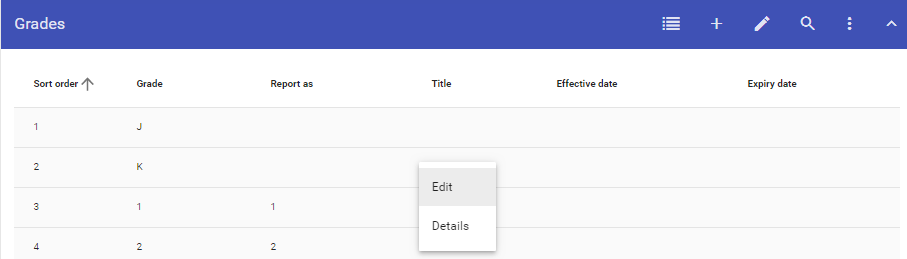 Grades
Sort order Grade Report as Title Effective date Expiry date
1 J
2 K
Edit
3 1 1
Details
4 2 2